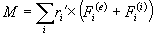 M = ∑ᵢ rᵢ' × (Fᵢ⁽ᵉ⁾ + Fᵢ⁽ⁱ⁾)